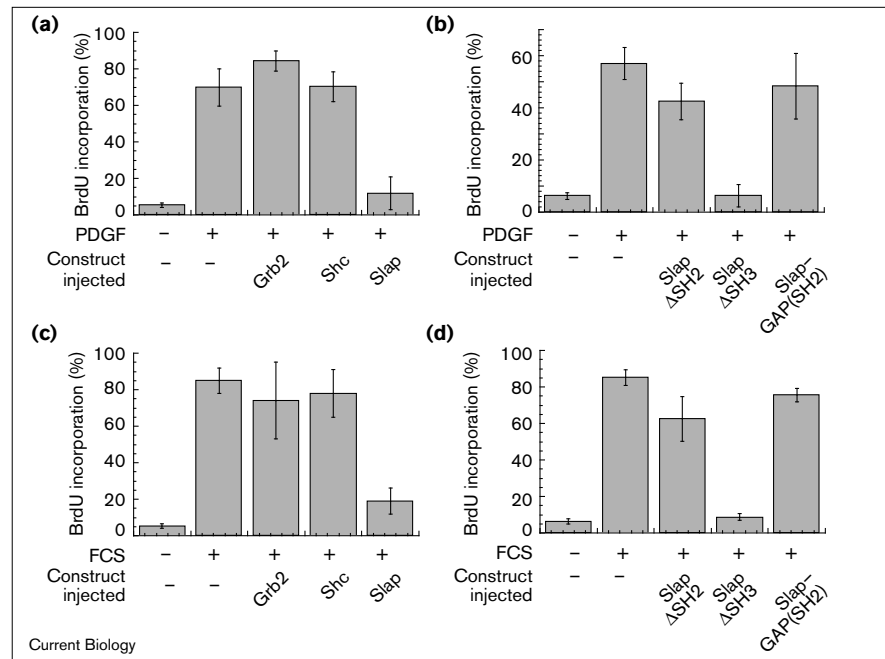 (a)
BrdU incorporation (%)
100
80
60
40
20
0
PDGF – + + + +
Construct injected – – Grb2 Shc Slap
(b)
BrdU incorporation (%)
60
40
20
0
PDGF – + + + +
Construct injected – – Slap ΔSH2 Slap ΔSH3 Slap–GAP(SH2)
(c)
BrdU incorporation (%)
100
80
60
40
20
0
FCS – + + + +
Construct injected – – Grb2 Shc Slap
(d)
BrdU incorporation (%)
100
80
60
40
20
0
FCS – + + + +
Construct injected – – Slap ΔSH2 Slap ΔSH3 Slap–GAP(SH2)
Current Biology